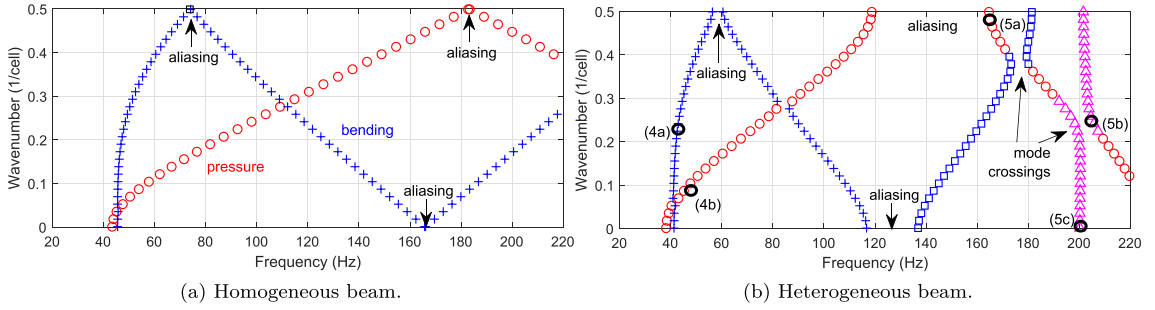 0.5
0.4
0.3
0.2
0.1
0
Wavenumber (1/cell)
20 40 60 80 100 120 140 160 180 200 220
Frequency (Hz)
aliasing
aliasing
bending
pressure
aliasing
(a) Homogeneous beam.
0.5
0.4
0.3
0.2
0.1
0
Wavenumber (1/cell)
20 40 60 80 100 120 140 160 180 200 220
Frequency (Hz)
aliasing
(5a)
aliasing
(4a)
(5b)
mode
crossings
aliasing
(4b)
(5c)
(b) Heterogeneous beam.